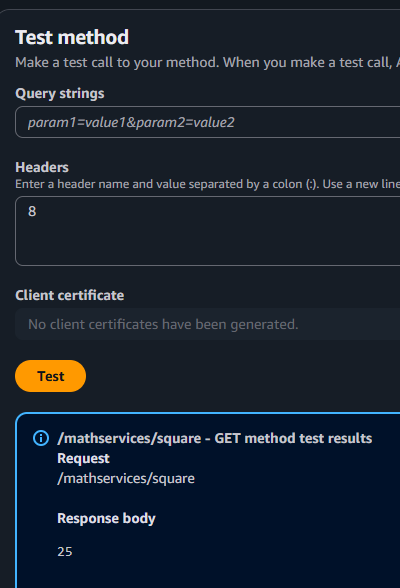 Test method
Make a test call to your method. When you make a test call,
Query strings
param1=value1&param2=value2
Headers
Enter a header name and value separated by a colon (:). Use a new line
8
Client certificate
No client certificates have been generated.
Test
/mathservices/square - GET method test results
Request
/mathservices/square
Response body
25